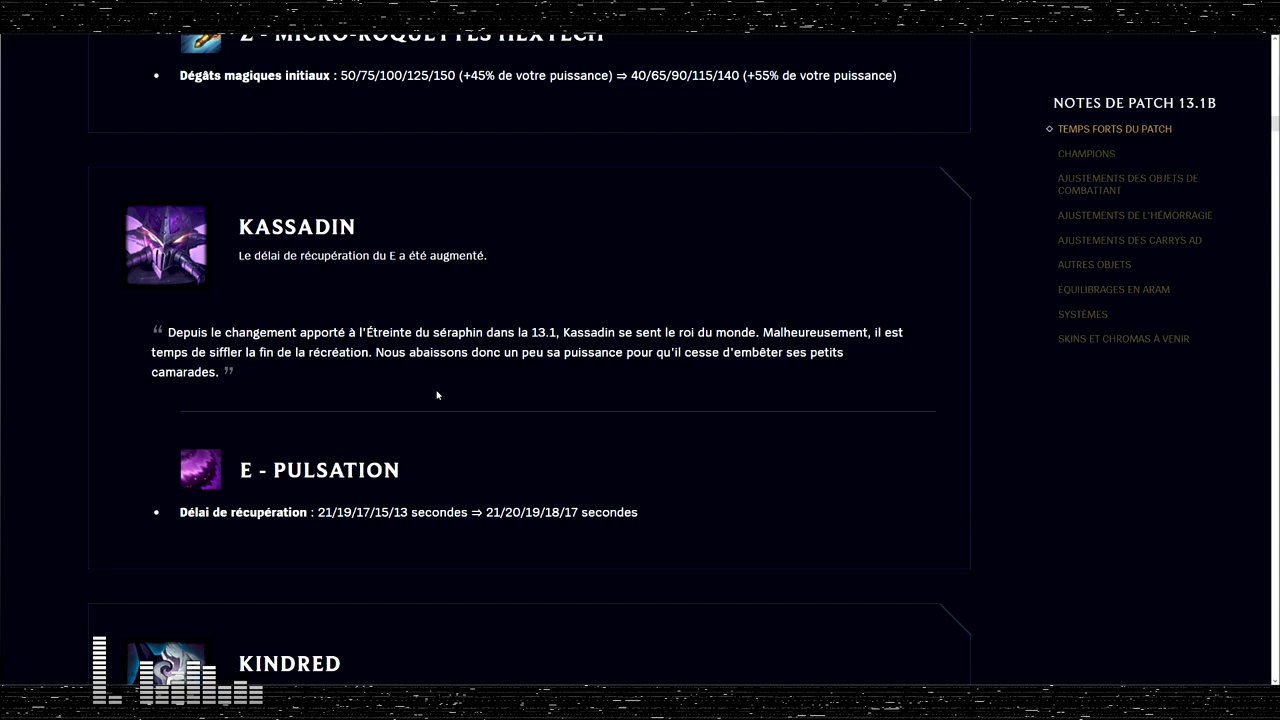 Z - MICRO-ROQUETTES HEXTECH
• Dégâts magiques initiaux : 50/75/100/125/150 (+45% de votre puissance) ⇒ 40/65/90/115/140 (+55% de votre puissance)
KASSADIN
Le délai de récupération du E a été augmenté.
“ Depuis le changement apporté à l'Étreinte du séraphin dans la 13.1, Kassadin se sent le roi du monde. Malheureusement, il est
temps de siffler la fin de la récréation. Nous abaissons donc un peu sa puissance pour qu'il cesse d'embêter ses petits
camarades. ”
E - PULSATION
• Délai de récupération : 21/19/17/15/13 secondes ⇒ 21/20/19/18/17 secondes
KINDRED
NOTES DE PATCH 13.1B
TEMPS FORTS DU PATCH
CHAMPIONS
AJUSTEMENTS DES OBJETS DE
COMBATTANT
AJUSTEMENTS DE L'HÉMORRAGIE
AJUSTEMENTS DES CARRYS AD
AUTRES OBJETS
ÉQUILIBRAGES EN ARAM
SYSTÈMES
SKINS ET CHROMAS À VENIR